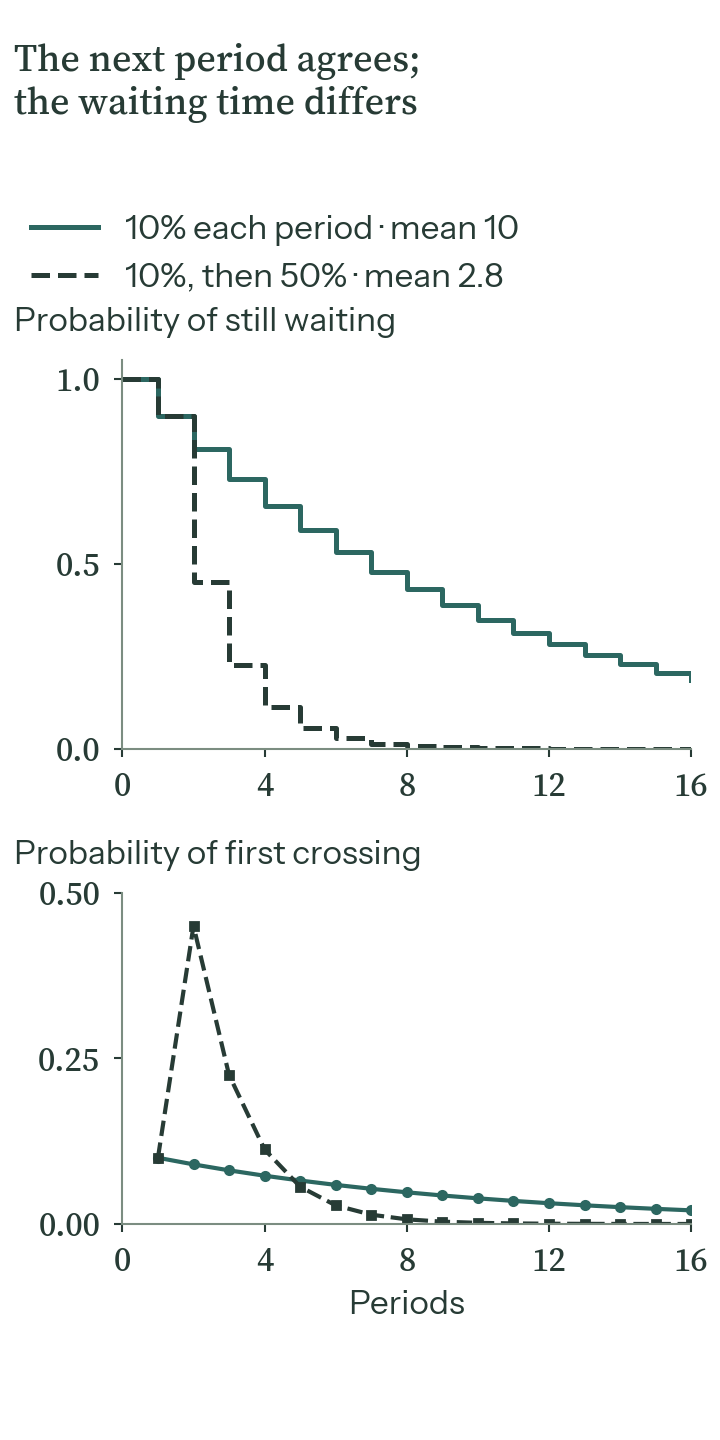 The next period agrees;
the waiting time differs
10% each period · mean 10
10%, then 50% · mean 2.8
Probability of still waiting
1.0
0.5
0.0
0 4 8 12 16
Probability of first crossing
0.50
0.25
0.00
0 4 8 12 16
Periods